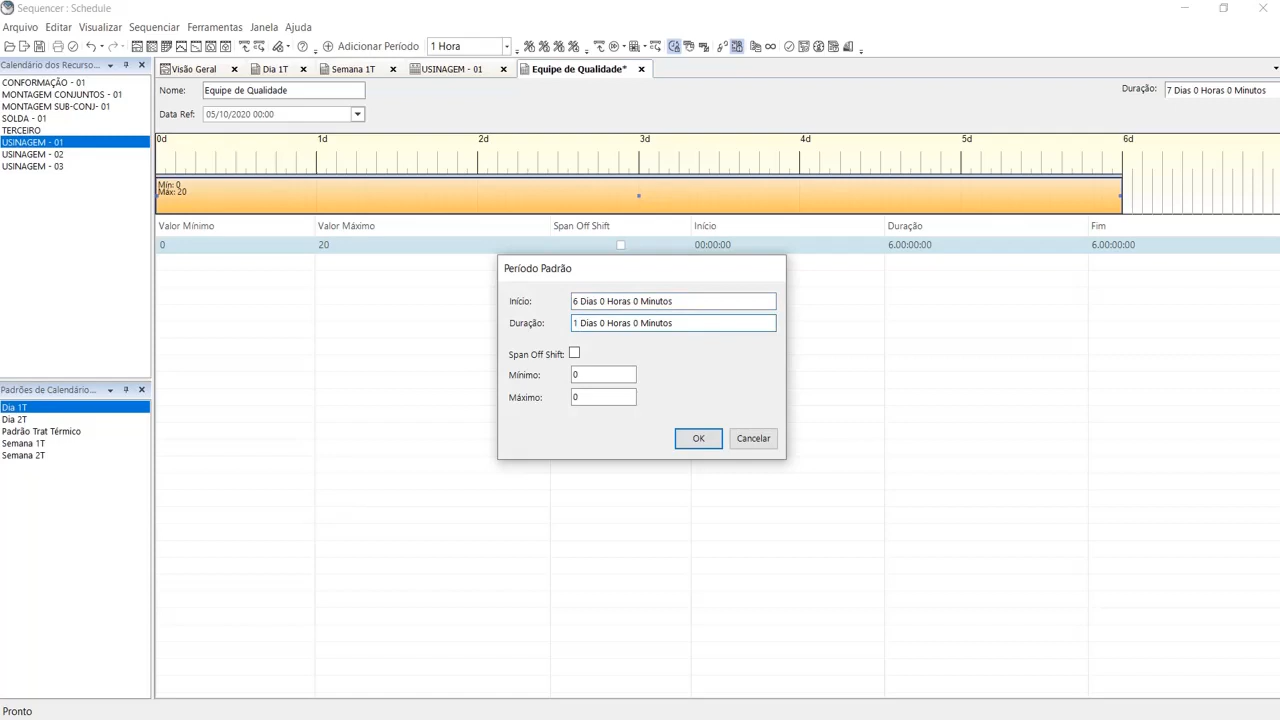 Sequencer : Schedule
Arquivo Editar Visualizar Sequenciar Ferramentas Janela Ajuda
Adicionar Período 1 Hora
Calendário dos Recurso...
CONFORMAÇÃO - 01
MONTAGEM CONJUNTOS - 01
MONTAGEM SUB-CONJ- 01
SOLDA - 01
TERCEIRO
USINAGEM - 01
USINAGEM - 02
USINAGEM - 03
Padrões de Calendário...
Dia 1T
Dia 2T
Padrão Trat Térmico
Semana 1T
Semana 2T
Visão Geral Dia 1T Semana 1T USINAGEM - 01 Equipe de Qualidade*
Nome: Equipe de Qualidade Duração: 7 Dias 0 Horas 0 Minutos
Data Ref: 05/10/2020 00:00
0d 1d 2d 3d 4d 5d 6d
Min: 0
Máx: 20
Valor Mínimo Valor Máximo Span Off Shift Início Duração Fim
0 20 00:00:00 6.00:00:00 6.00:00:00
Período Padrão
Início: 6 Dias 0 Horas 0 Minutos
Duração: 1 Dias 0 Horas 0 Minutos
Span Off Shift:
Mínimo: 0
Máximo: 0
OK Cancelar
Pronto